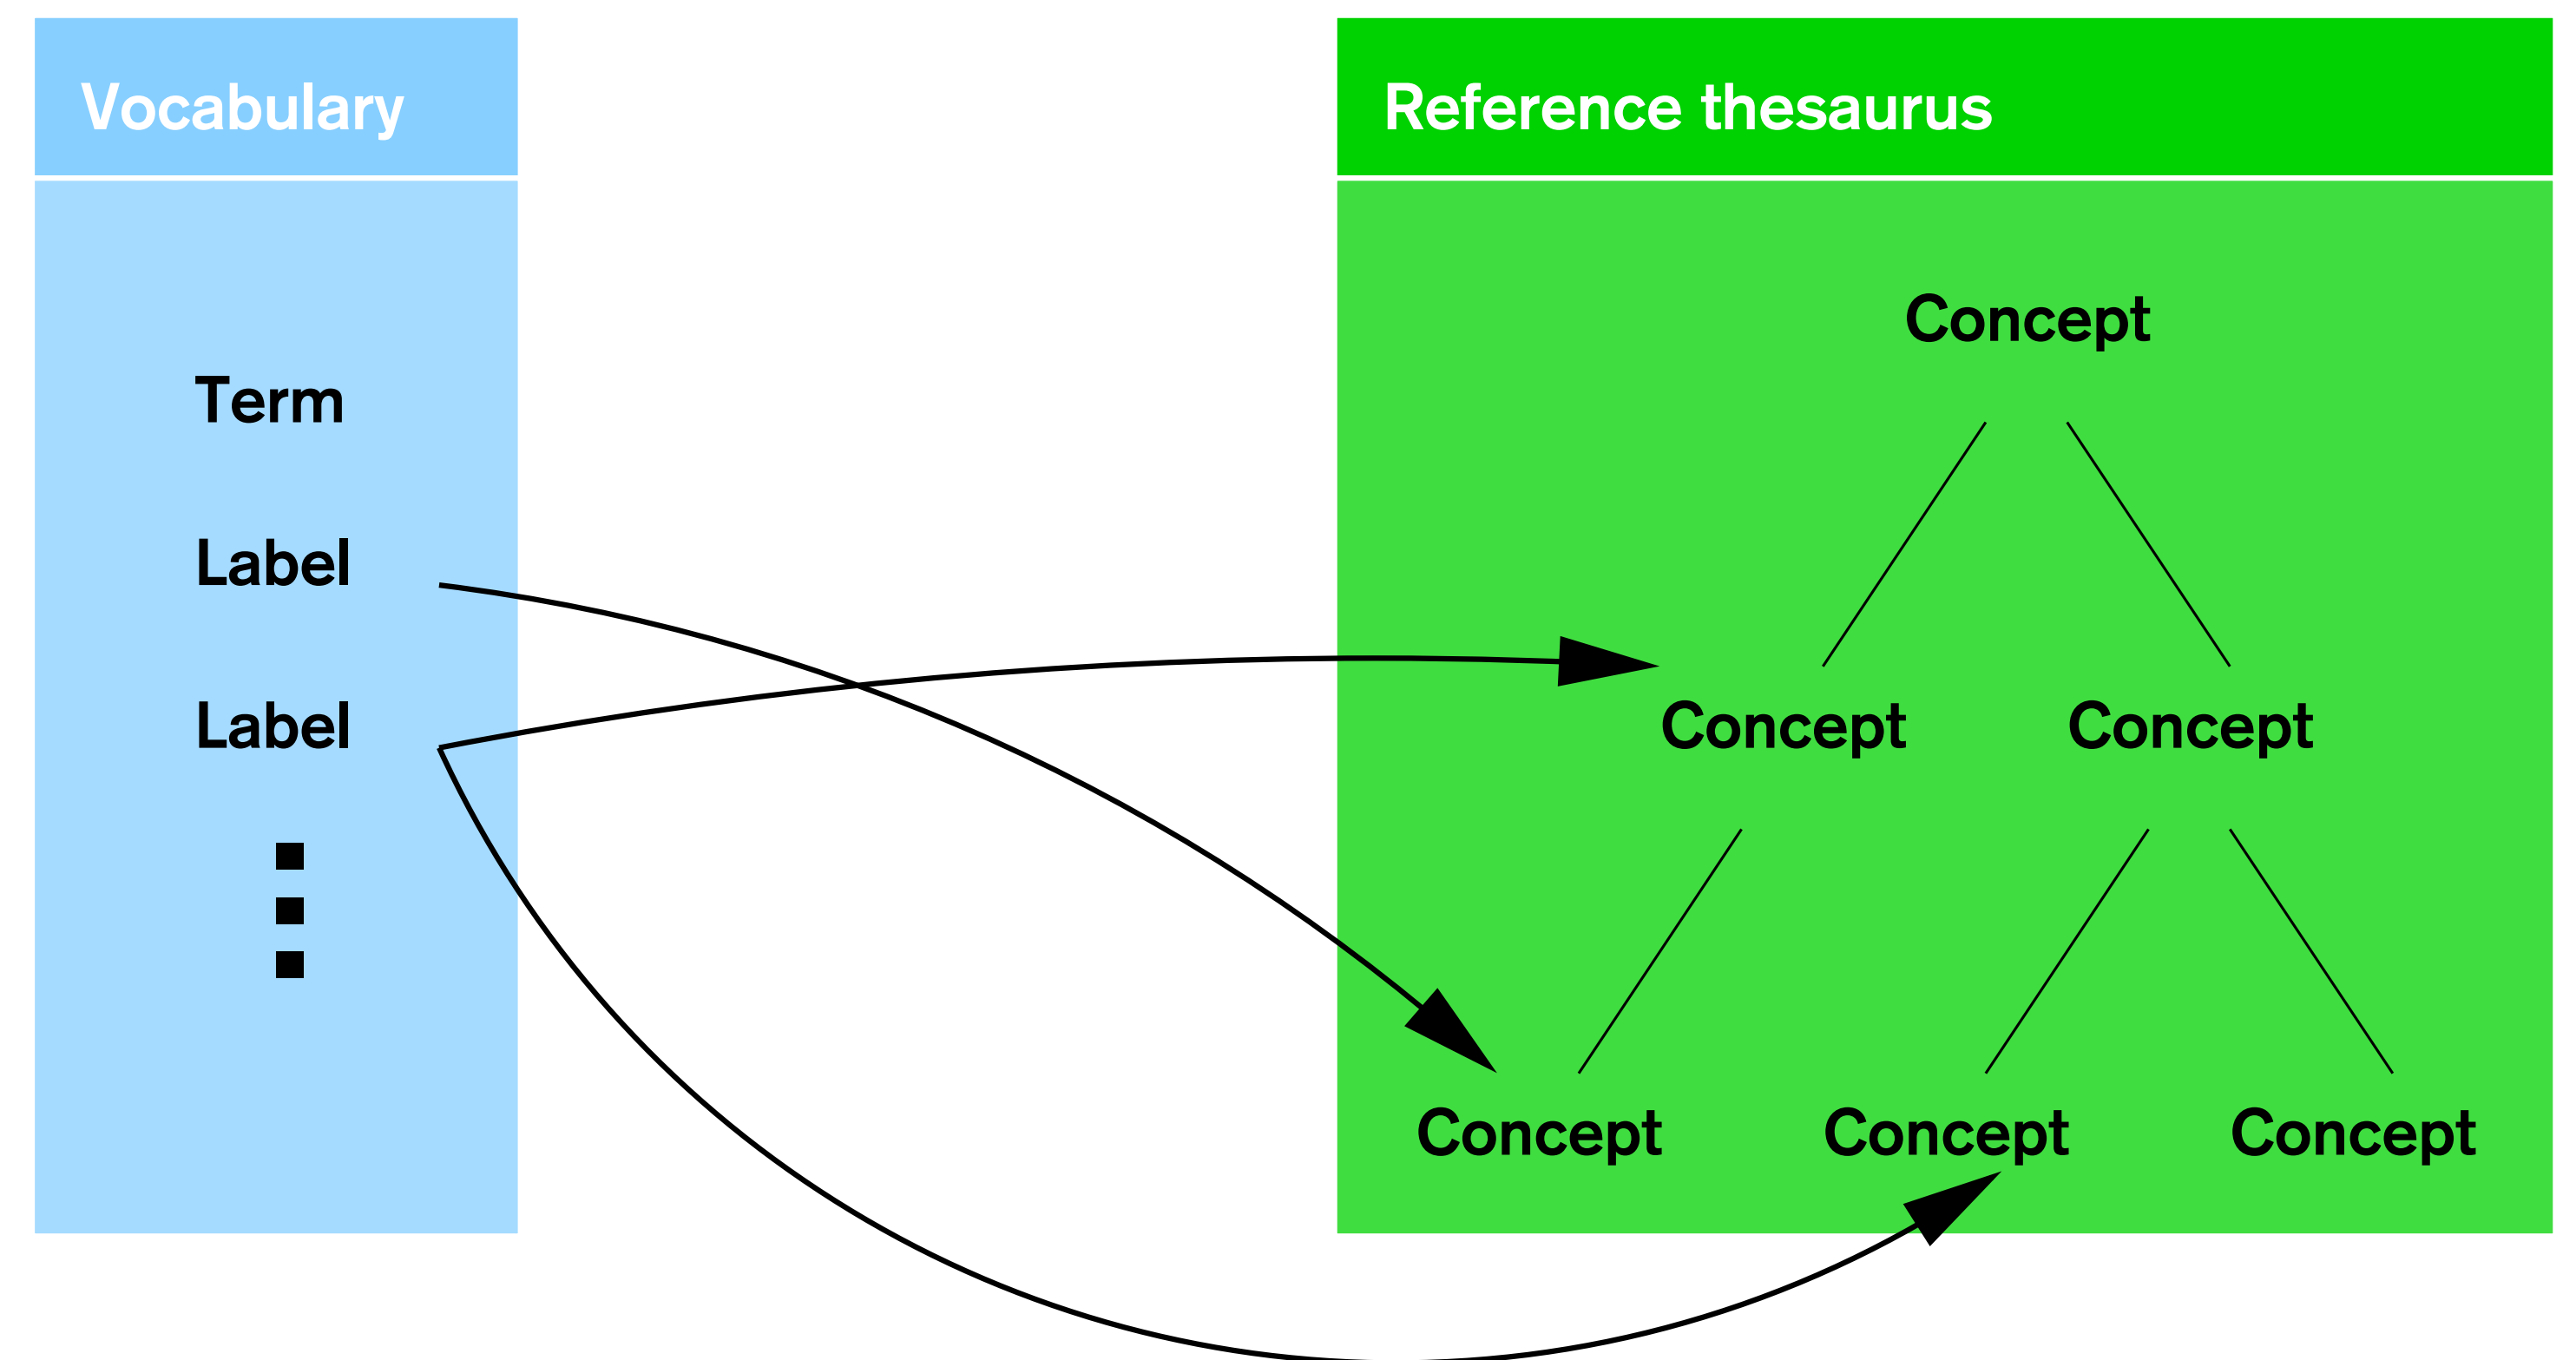 Vocabulary
Term
Label
Label
Reference thesaurus
Concept
Concept Concept
Concept Concept Concept